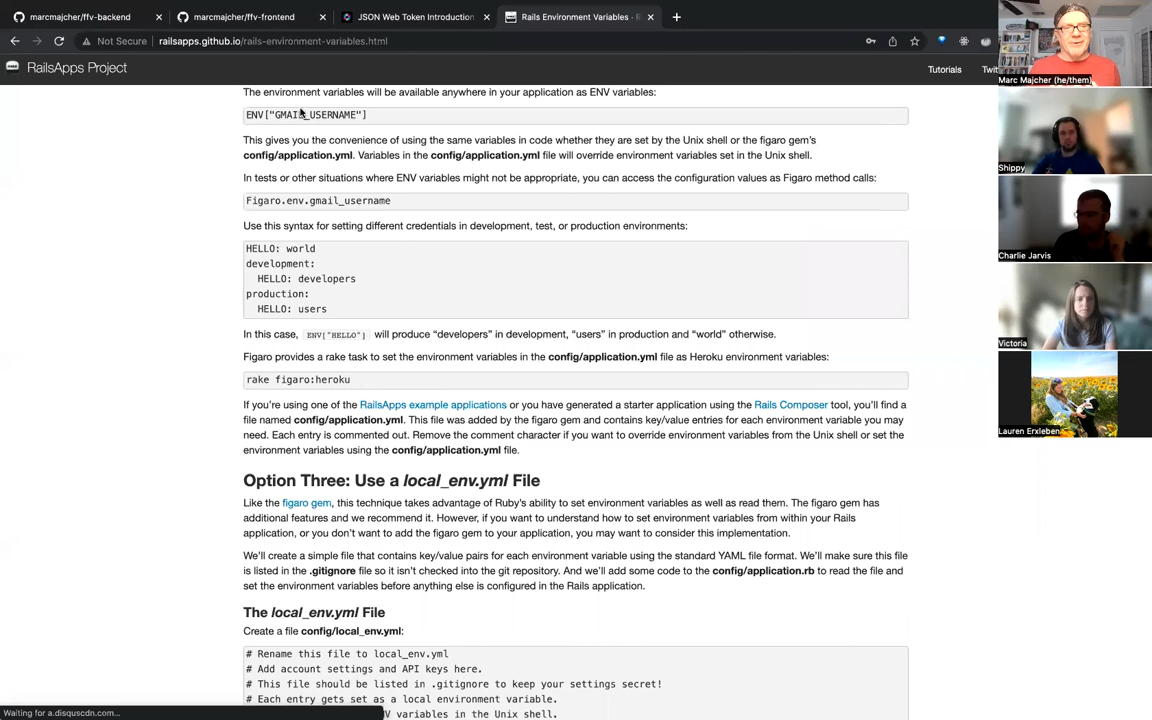 marcmajcher/ffv-backend
marcmajcher/ffv-frontend
JSON Web Token Introduction
Rails Environment Variables · R
Not Secure
railsapps.github.io/rails-environment-variables.html
RailsApps Project
Tutorials
Twit
The environment variables will be available anywhere in your application as ENV variables:
ENV["GMAIL_USERNAME"]
This gives you the convenience of using the same variables in code whether they are set by the Unix shell or the figaro gem's
config/application.yml. Variables in the config/application.yml file will override environment variables set in the Unix shell.
In tests or other situations where ENV variables might not be appropriate, you can access the configuration values as Figaro method calls:
Figaro.env.gmail_username
Use this syntax for setting different credentials in development, test, or production environments:
HELLO: world
development:
HELLO: developers
production:
HELLO: users
In this case, ENV["HELLO"] will produce “developers” in development, “users” in production and “world” otherwise.
Figaro provides a rake task to set the environment variables in the config/application.yml file as Heroku environment variables:
rake figaro:heroku
If you're using one of the RailsApps example applications or you have generated a starter application using the Rails Composer tool, you'll find a
file named config/application.yml. This file was added by the figaro gem and contains key/value entries for each environment variable you may
need. Each entry is commented out. Remove the comment character if you want to override environment variables from the Unix shell or set the
environment variables using the config/application.yml file.
Option Three: Use a local_env.yml File
Like the figaro gem, this technique takes advantage of Ruby's ability to set environment variables as well as read them. The figaro gem has
additional features and we recommend it. However, if you want to understand how to set environment variables from within your Rails
application, or you don't want to add the figaro gem to your application, you may want to consider this implementation.
We'll create a simple file that contains key/value pairs for each environment variable using the standard YAML file format. We'll make sure this file
is listed in the .gitignore file so it isn't checked into the git repository. And we'll add some code to the config/application.rb to read the file and
set the environment variables before anything else is configured in the Rails application.
The local_env.yml File
Create a file config/local_env.yml:
# Rename this file to local_env.yml
# Add account settings and API keys here.
# This file should be listed in .gitignore to keep your settings secret!
# Each entry gets set as a local environment variable.
V variables in the Unix shell.
Waiting for a.disquscdn.com...
Marc Majcher (he/them)
Shippy
Charlie Jarvis
Victoria
Lauren Erxleben